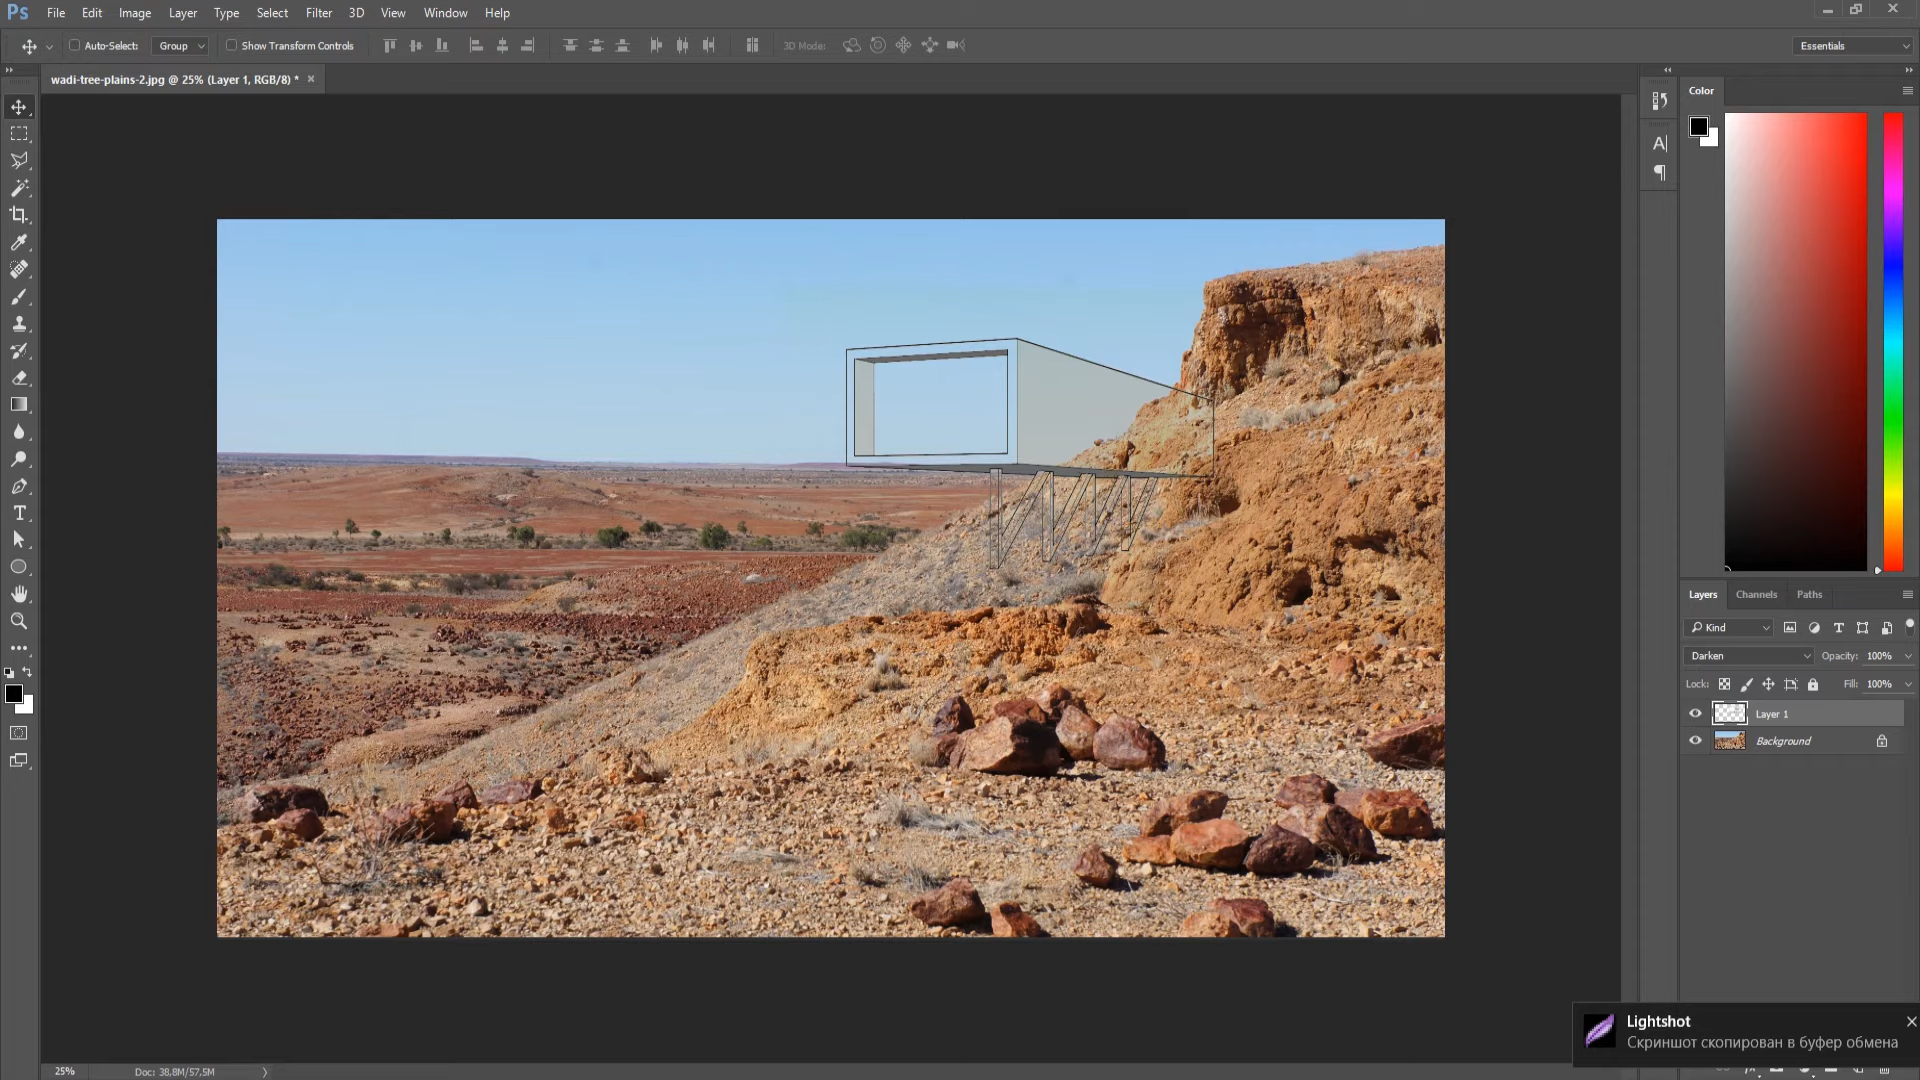 Ps File Edit Image Layer Type Select Filter 3D View Window Help
Auto-Select: Group Show Transform Controls 3D Mode: Essentials
wadi-tree-plains-2.jpg @ 25% (Layer 1, RGB/8) *
Color
Layers Channels Paths
Kind
Darken Opacity: 100%
Lock: Fill: 100%
Layer 1
Background
Lightshot
Скриншот скопирован в буфер обмена
25% Doc: 38,8M/57,5M